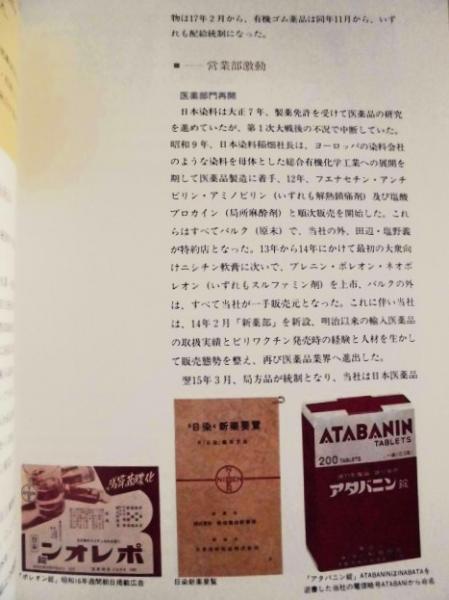 物は17年2月から、有機ゴム薬品は同年11月から、いず
れも配給統制になった。
■——営業部激動
医薬部門再開
日本染料は大正7年、製薬免許を受けて医薬品の研究
を進めていたが、第1次大戦後の不況で中断していた。
昭和9年、日本染料稲畑社長は、ヨーロッパの染料会社
のような染料を母体とした総合有機化学工業への展開を
期して医薬品製造に着手、12年、フエナセチン・アンチ
ピリン・アミノピリン(いずれも解熱鎮痛剤)及び塩酸
プロカイン(局所麻酔剤)と順次販売を開始した。これ
らはすべてバルク(原末)で、当社の外、田辺・塩野義
が特約店となった。13年から14年にかけて最初の大衆向
けニシチン軟膏に次いで、プレニン・ポレオン・ネオポ
レオン(いずれもスルファミン剤)を上市、バルクの外
は、すべて当社が一手販売元となった。これに伴い当社
は、14年2月「新薬部」を新設、明治以来の輸入医薬品
の取扱実績とピリワクチン発売時の経験と人材を生かし
て販売態勢を整え、再び医薬品業界へ進出した。
翌15年3月、局方品が統制となり、当社は日本医薬品
ンオレポ
"日染"新薬要覧
NISSEN
ATABANIN
TABLETS
200 TABLETS
アタバニン錠
「ポレオン錠」昭和16年週間朝日掲載広告
日染新薬要覧
「アタバニン錠」ATABANINはINABATAを
逆書した当社の電信略号ATABANIから命名